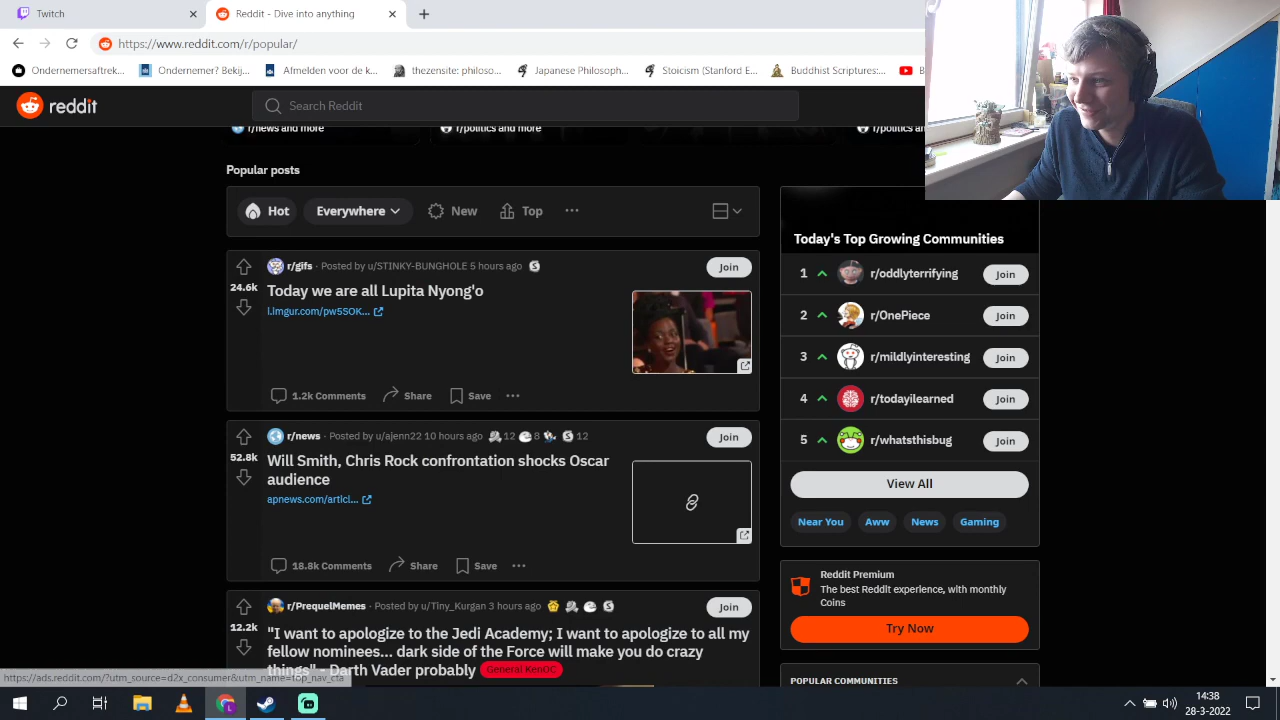 Twitch
Reddit - Dive into anything
https://www.reddit.com/r/popular/
Ondernemersaftrek...
Ondernemer? Bekij...
Afmelden voor de k...
thezensite: philoso...
Japanese Philosoph...
Stoicism (Stanford E...
Buddhist Scriptures:...
reddit
Search Reddit
r/news and more
r/politics and more
r/politics and
Popular posts
Hot
Everywhere
New
Top
r/gifs · Posted by u/STINKY-BUNGHOLE 5 hours ago
Join
24.6k
Today we are all Lupita Nyong'o
i.imgur.com/pw5SOK...
1.2k Comments
Share
Save
r/news · Posted by u/ajenn22 10 hours ago
12
8
12
Join
52.8k
Will Smith, Chris Rock confrontation shocks Oscar
audience
apnews.com/articl...
18.8k Comments
Share
Save
r/PrequelMemes · Posted by u/Tiny_Kurgan 3 hours ago
Join
12.2k
"I want to apologize to the Jedi Academy; I want to apologize to all my
fellow nominees... dark side of the Force will make you do crazy
things" - Darth Vader probably
General KenOC
Today's Top Growing Communities
1 r/oddlyterrifying Join
2 r/OnePiece Join
3 r/mildlyinteresting Join
4 r/todayilearned Join
5 r/whatsthisbug Join
View All
Near You
Aww
News
Gaming
Reddit Premium
The best Reddit experience, with monthly
Coins
Try Now
POPULAR COMMUNITIES
https://ads.reddit.com/?utm_source=d2x_consumer&utm_name=top_nav_cta
14:38
28-3-2022